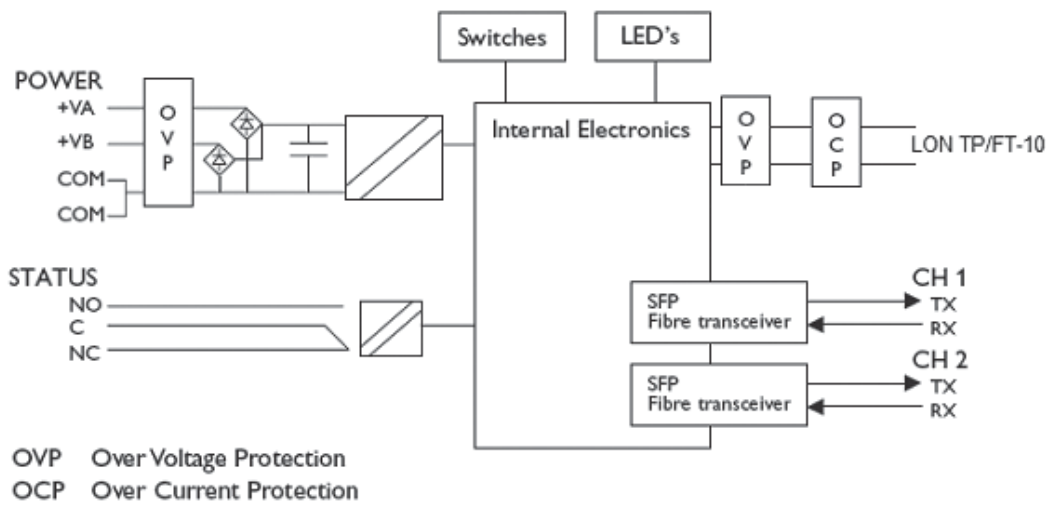 Switches
LED's
POWER
+VA
+VB
COM
COM
O
V
P
Internal Electronics
O
V
P
O
C
P
LON TP/FT-10
STATUS
NO
C
NC
SFP
Fibre transceiver
CH 1
TX
RX
SFP
Fibre transceiver
CH 2
TX
RX
OVP Over Voltage Protection
OCP Over Current Protection